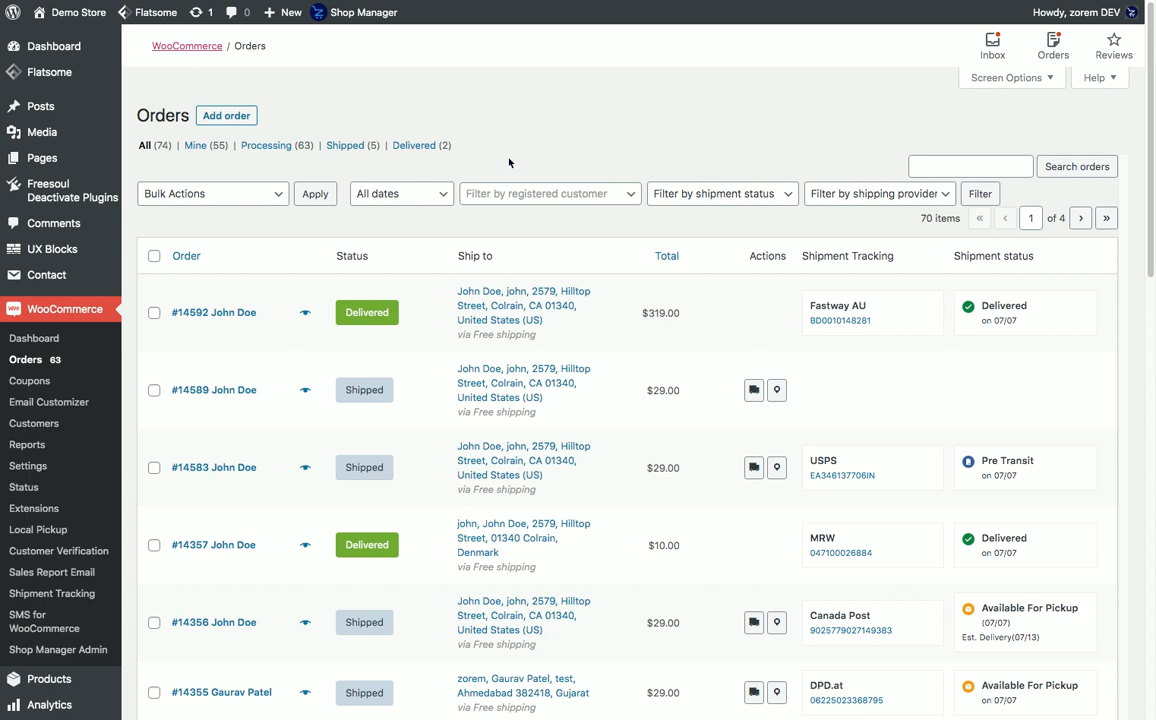 Demo Store
Flatsome
1
0
New
Shop Manager
Howdy, zorem DEV
Dashboard
Flatsome
Posts
Media
Pages
Freesoul
Deactivate Plugins
Comments
UX Blocks
Contact
WooCommerce
Dashboard
Orders 63
Coupons
Email Customizer
Customers
Reports
Settings
Status
Extensions
Local Pickup
Customer Verification
Sales Report Email
Shipment Tracking
SMS for
WooCommerce
Shop Manager Admin
Products
Analytics
WooCommerce / Orders
Inbox
Orders
Reviews
Screen Options
Help
Orders
Add order
All (74) | Mine (55) | Processing (63) | Shipped (5) | Delivered (2)
Search orders
Bulk Actions
Apply
All dates
Filter by registered customer
Filter by shipment status
Filter by shipping provider
Filter
70 items « ‹ 1 of 4 › »
Order
Status
Ship to
Total
Actions
Shipment Tracking
Shipment status
#14592 John Doe
Delivered
John Doe, john, 2579, Hilltop
Street, Colrain, CA 01340,
United States (US)
via Free shipping
$319.00
Fastway AU
BD0010148281
Delivered
on 07/07
#14589 John Doe
Shipped
John Doe, john, 2579, Hilltop
Street, Colrain, CA 01340,
United States (US)
via Free shipping
$29.00
#14583 John Doe
Shipped
John Doe, john, 2579, Hilltop
Street, Colrain, CA 01340,
United States (US)
via Free shipping
$29.00
USPS
EA346137706IN
Pre Transit
on 07/07
#14357 John Doe
Delivered
john, John Doe, 2579, Hilltop
Street, 01340 Colrain,
Denmark
via Free shipping
$10.00
MRW
047100026884
Delivered
on 07/07
#14356 John Doe
Shipped
John Doe, john, 2579, Hilltop
Street, Colrain, CA 01340,
United States (US)
via Free shipping
$29.00
Canada Post
9025779027149383
Available For Pickup
(07/07)
Est. Delivery(07/13)
#14355 Gaurav Patel
Shipped
zorem, Gaurav Patel, test,
Ahmedabad 382418, Gujarat
via Free shipping
$29.00
DPD.at
06225023368795
Available For Pickup
on 07/07